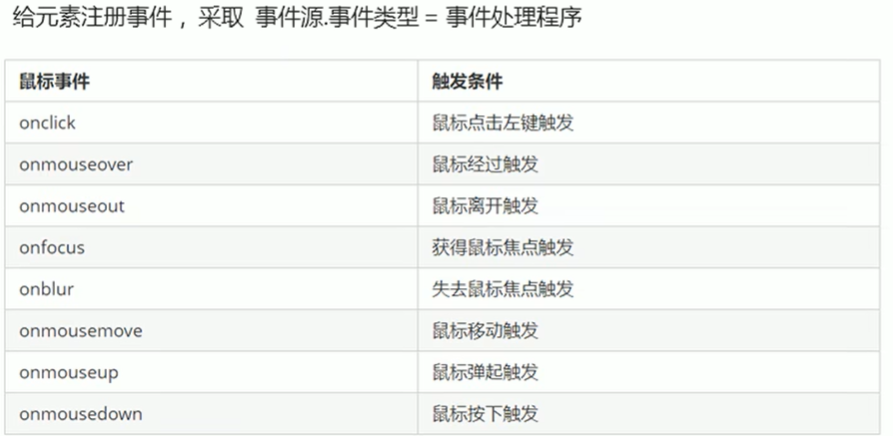 给元素注册事件 ，采取 事件源.事件类型 = 事件处理程序
鼠标事件 触发条件
onclick 鼠标点击左键触发
onmouseover 鼠标经过触发
onmouseout 鼠标离开触发
onfocus 获得鼠标焦点触发
onblur 失去鼠标焦点触发
onmousemove 鼠标移动触发
onmouseup 鼠标弹起触发
onmousedown 鼠标按下触发